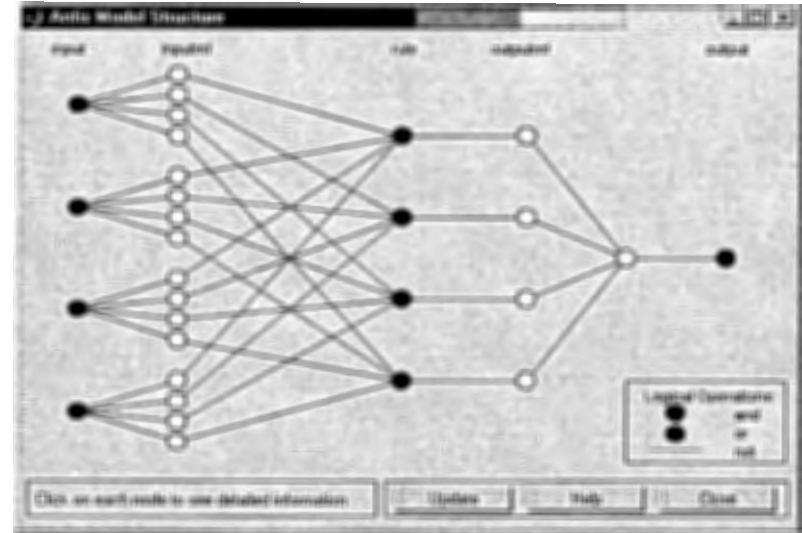 Anfis Model Structure
input inputmf rule outputmf output
Logical Operations
and
or
not
Click on each node to see detailed information
Update Help Close